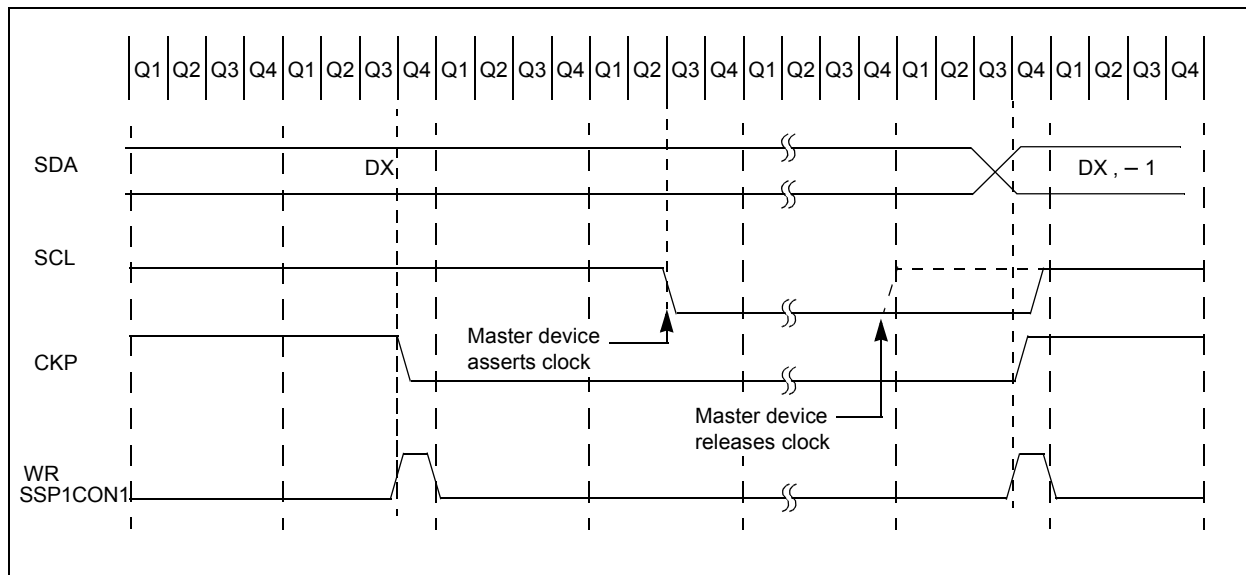 Q1 Q2 Q3 Q4 Q1 Q2 Q3 Q4 Q1 Q2 Q3 Q4 Q1 Q2 Q3 Q4 Q1 Q2 Q3 Q4 Q1 Q2 Q3 Q4 Q1 Q2 Q3 Q4
SDA
DX
DX , – 1
SCL
Master device
asserts clock
CKP
Master device
releases clock
WR
SSP1CON1